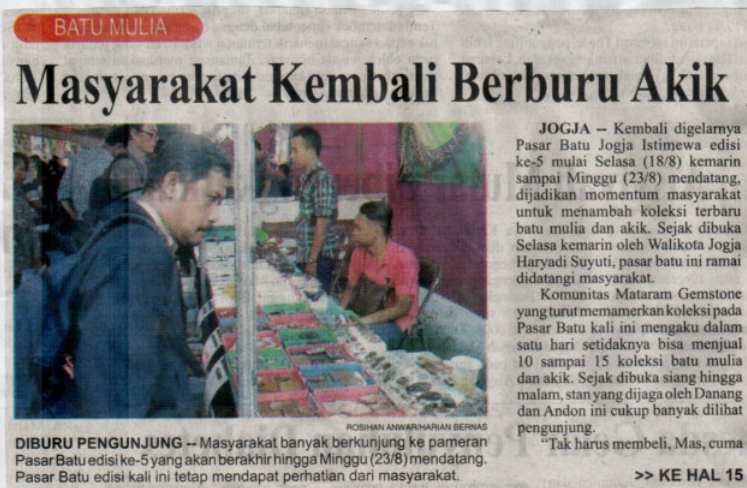 BATU MULIA
Masyarakat Kembali Berburu Akik
ROSIHAN ANWAR/HARIAN BERNAS
DIBURU PENGUNJUNG -- Masyarakat banyak berkunjung ke pameran
Pasar Batu edisi ke-5 yang akan berakhir hingga Minggu (23/8) mendatang.
Pasar Batu edisi kali ini tetap mendapat perhatian dari masyarakat.
JOGJA -- Kembali digelarnya
Pasar Batu Jogja Istimewa edisi
ke-5 mulai Selasa (18/8) kemarin
sampai Minggu (23/8) mendatang,
dijadikan momentum masyarakat
untuk menambah koleksi terbaru
batu mulia dan akik. Sejak dibuka
Selasa kemarin oleh Walikota Jogja
Haryadi Suyuti, pasar batu ini ramai
didatangi masyarakat.
Komunitas Mataram Gemstone
yang turut memamerkan koleksi pada
Pasar Batu kali ini mengaku dalam
satu hari setidaknya bisa menjual
10 sampai 15 koleksi batu mulia
dan akik. Sejak dibuka siang hingga
malam, stan yang dijaga oleh Danang
dan Andon ini cukup banyak dilihat
pengunjung.
"Tak harus membeli, Mas, cuma
>> KE HAL 15